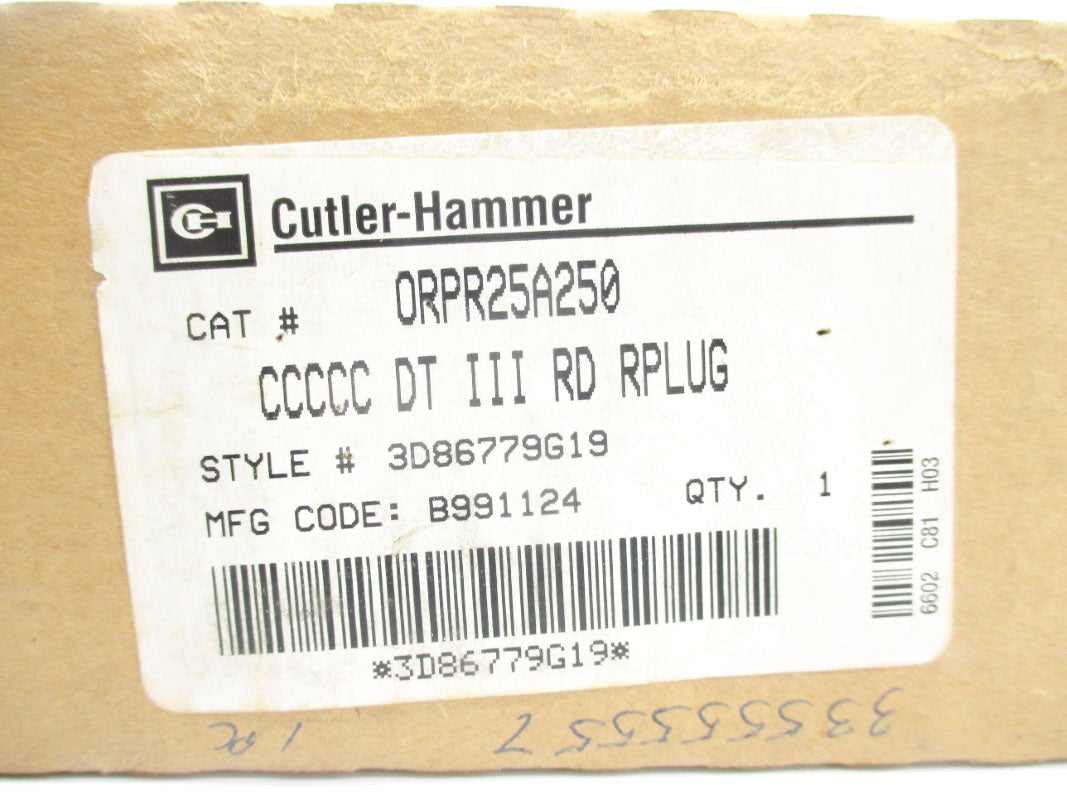 Cutler-Hammer
CAT # ORPR25A250
CCCCC DT III RD RPLUG
STYLE # 3D86779G19
MFG CODE: B991124 QTY. 1
*3D86779G19*
6602 C81 H03